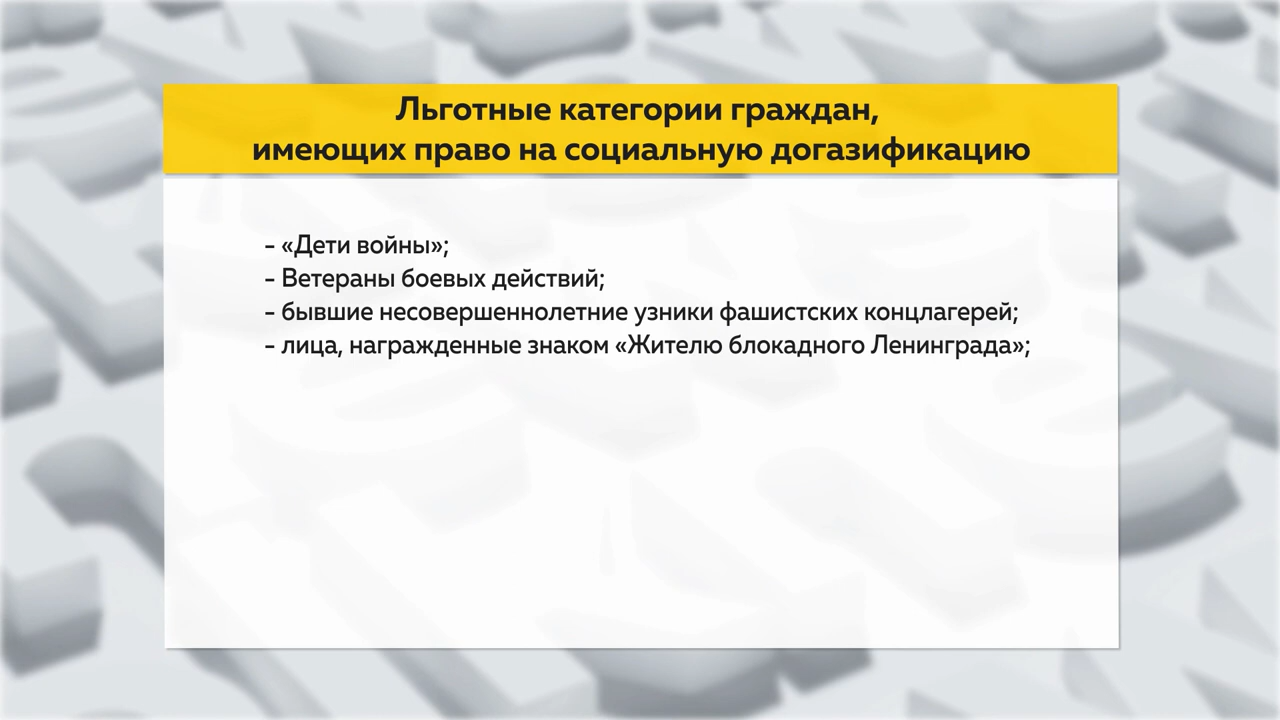 Льготные категории граждан,
имеющих право на социальную догазификацию
- «Дети войны»;
- Ветераны боевых действий;
- бывшие несовершеннолетние узники фашистских концлагерей;
- лица, награжденные знаком «Жителю блокадного Ленинграда»;